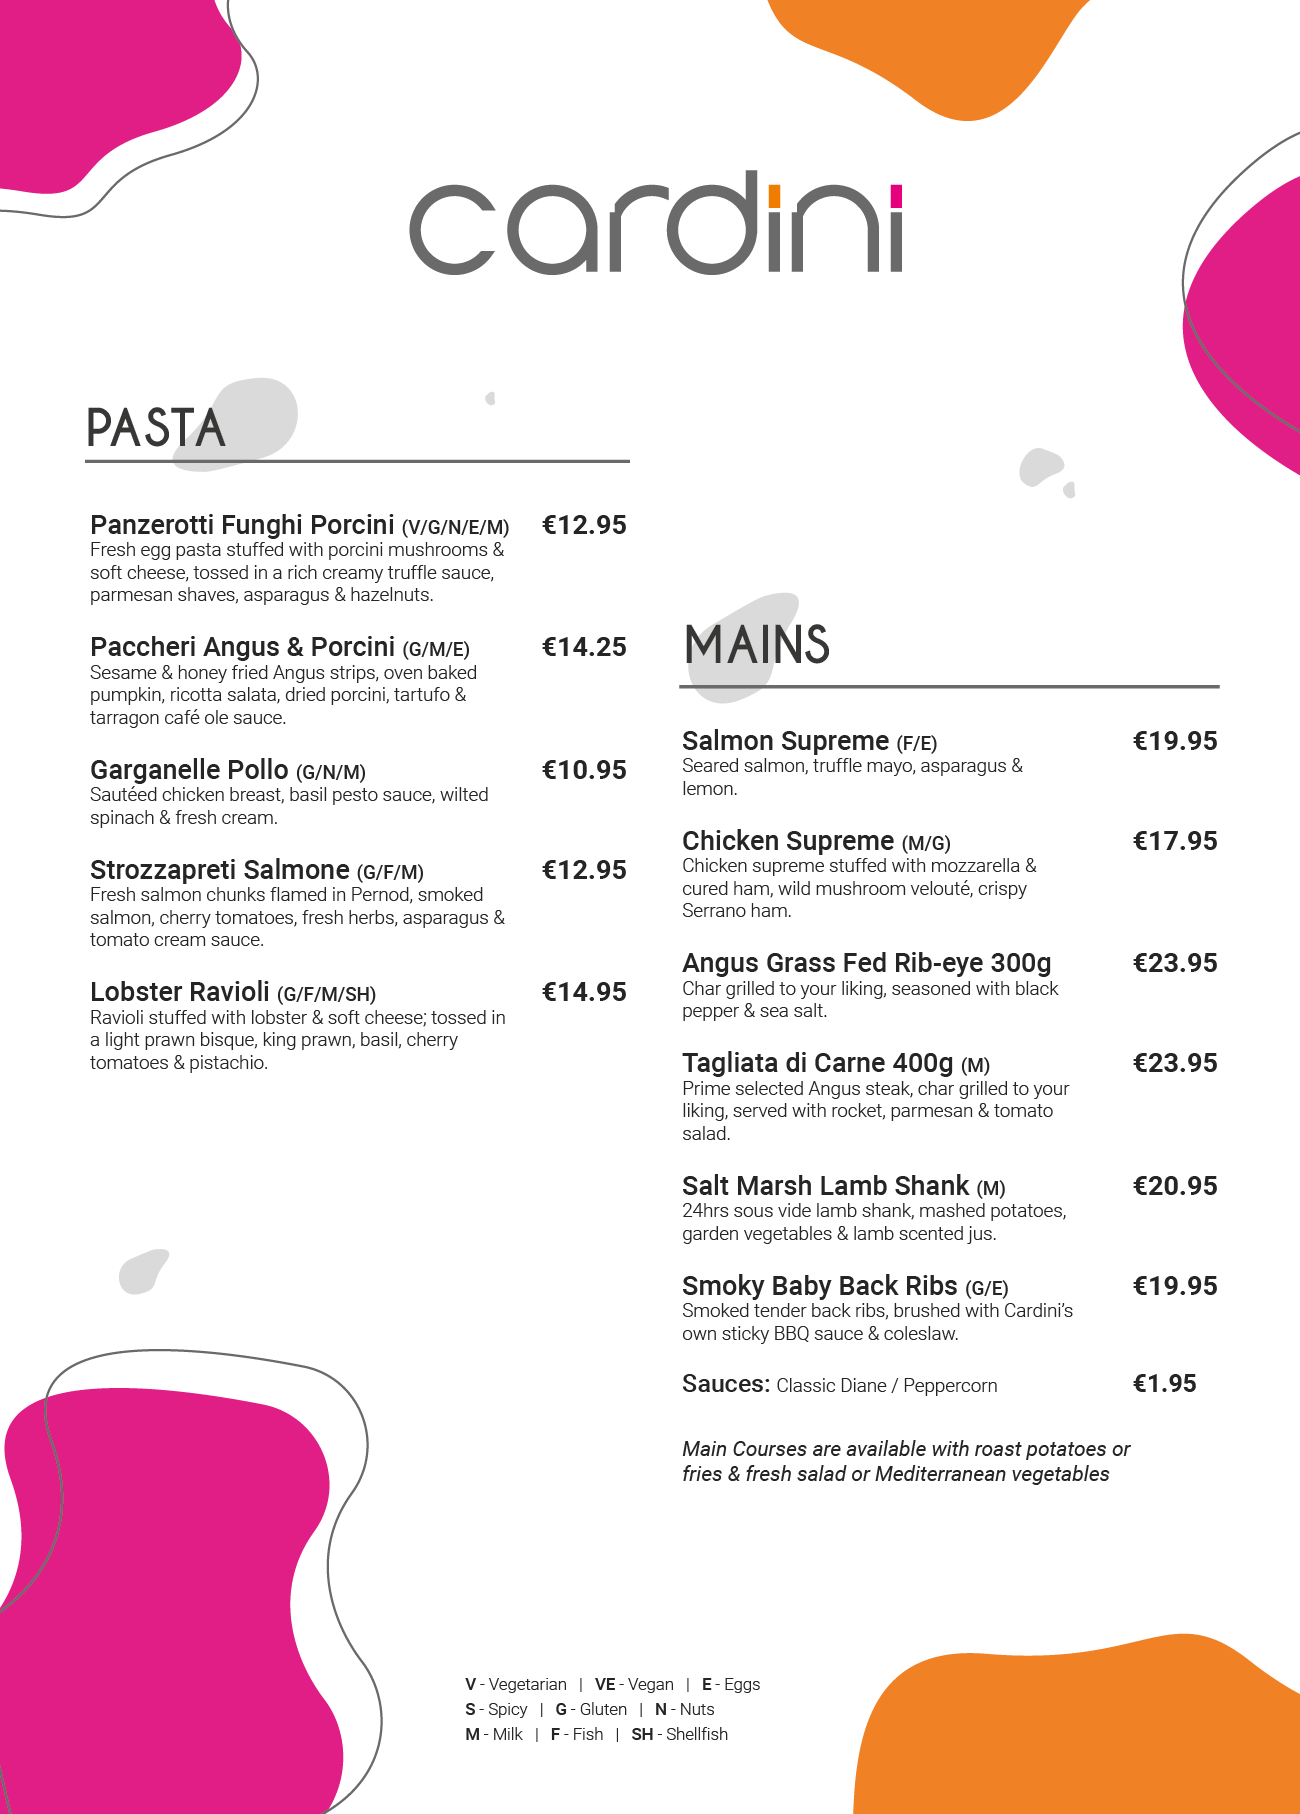 cardini
PASTA
Panzerotti Funghi Porcini (V/G/N/E/M) €12.95
Fresh egg pasta stuffed with porcini mushrooms &
soft cheese, tossed in a rich creamy truffle sauce,
parmesan shaves, asparagus & hazelnuts.
Paccheri Angus & Porcini (G/M/E) €14.25
Sesame & honey fried Angus strips, oven baked
pumpkin, ricotta salata, dried porcini, tartufo &
tarragon café ole sauce.
Garganelle Pollo (G/N/M) €10.95
Sautéed chicken breast, basil pesto sauce, wilted
spinach & fresh cream.
Strozzapreti Salmone (G/F/M) €12.95
Fresh salmon chunks flamed in Pernod, smoked
salmon, cherry tomatoes, fresh herbs, asparagus &
tomato cream sauce.
Lobster Ravioli (G/F/M/SH) €14.95
Ravioli stuffed with lobster & soft cheese; tossed in
a light prawn bisque, king prawn, basil, cherry
tomatoes & pistachio.
MAINS
Salmon Supreme (F/E) €19.95
Seared salmon, truffle mayo, asparagus &
lemon.
Chicken Supreme (M/G) €17.95
Chicken supreme stuffed with mozzarella &
cured ham, wild mushroom velouté, crispy
Serrano ham.
Angus Grass Fed Rib-eye 300g €23.95
Char grilled to your liking, seasoned with black
pepper & sea salt.
Tagliata di Carne 400g (M) €23.95
Prime selected Angus steak, char grilled to your
liking, served with rocket, parmesan & tomato
salad.
Salt Marsh Lamb Shank (M) €20.95
24hrs sous vide lamb shank, mashed potatoes,
garden vegetables & lamb scented jus.
Smoky Baby Back Ribs (G/E) €19.95
Smoked tender back ribs, brushed with Cardini’s
own sticky BBQ sauce & coleslaw.
Sauces: Classic Diane / Peppercorn €1.95
Main Courses are available with roast potatoes or
fries & fresh salad or Mediterranean vegetables
V - Vegetarian | VE - Vegan | E - Eggs
S - Spicy | G - Gluten | N - Nuts
M - Milk | F - Fish | SH - Shellfish